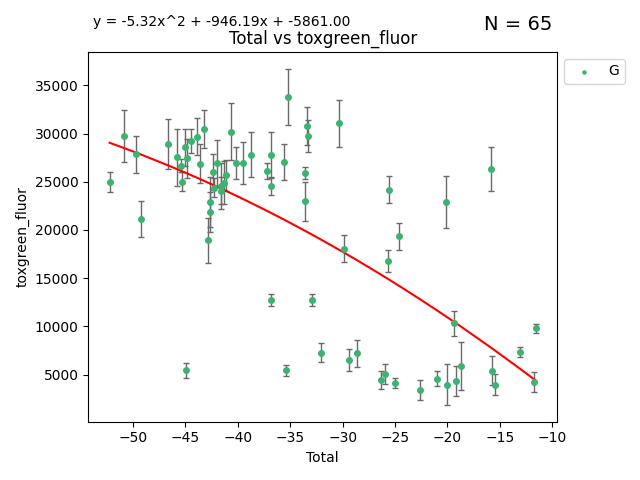 y = -5.32x^2 + -946.19x + -5861.00
N = 65
Total vs toxgreen_fluor
G
toxgreen_fluor
35000
30000
25000
20000
15000
10000
5000
−50
−45
−40
−35
−30
−25
−20
−15
−10
Total